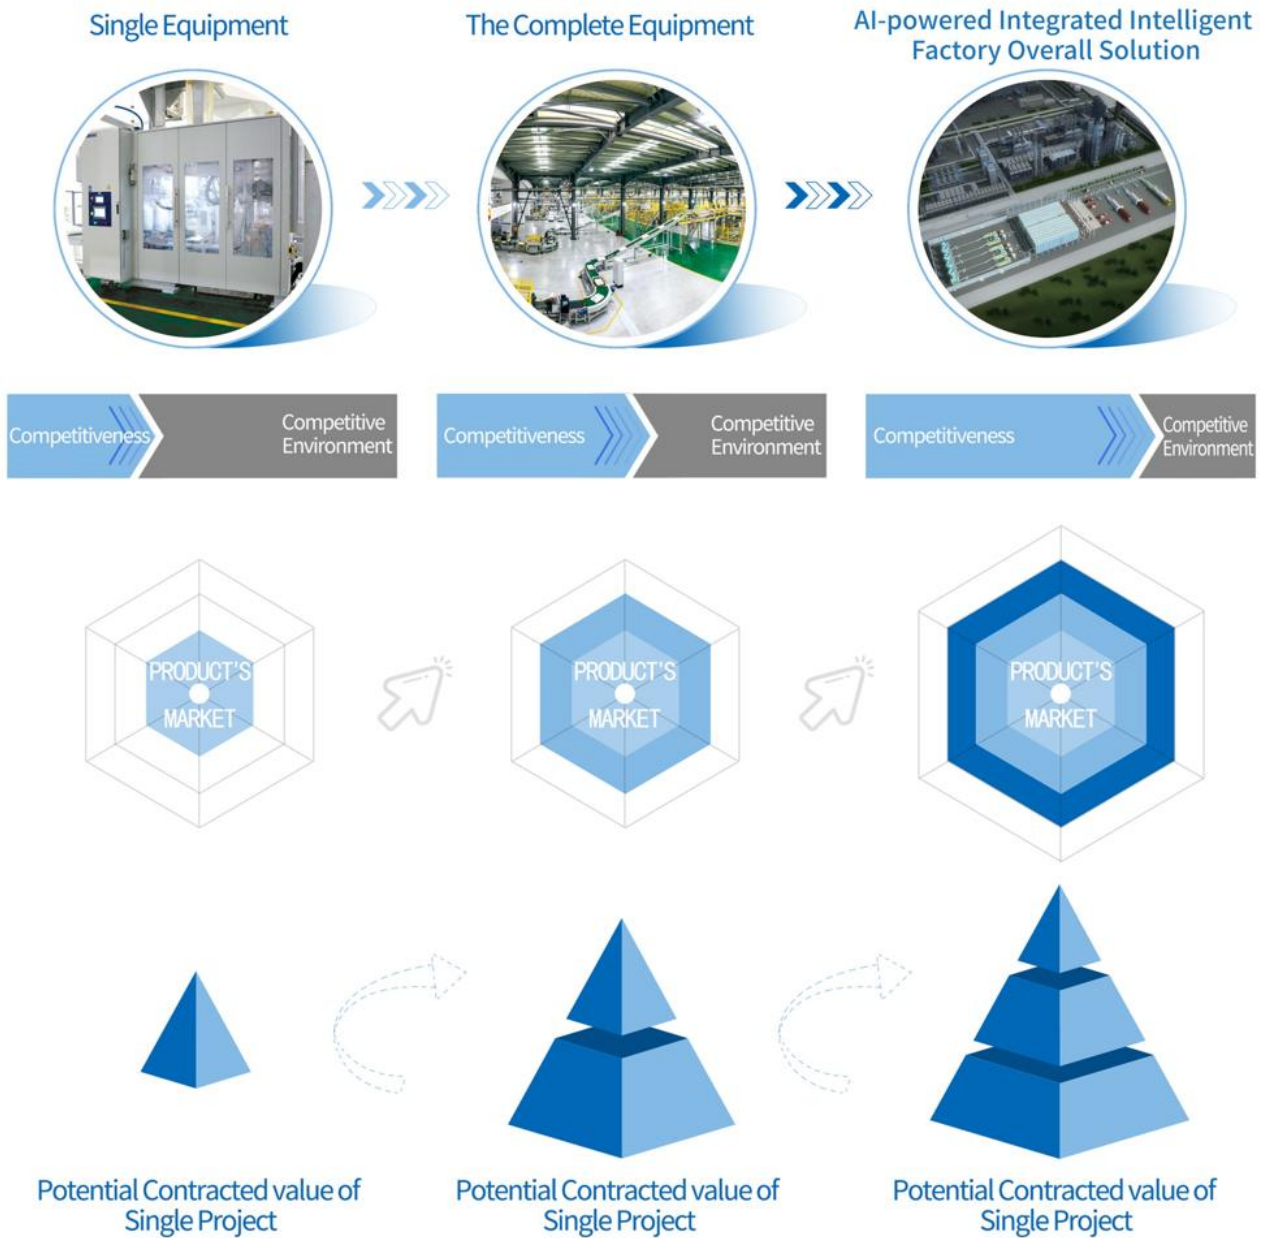 Single Equipment
The Complete Equipment
AI-powered Integrated Intelligent
Factory Overall Solution
Competitiveness
Competitive
Environment
Competitiveness
Competitive
Environment
Competitiveness
Competitive
Environment
PRODUCT'S
MARKET
PRODUCT'S
MARKET
PRODUCT'S
MARKET
Potential Contracted value of
Single Project
Potential Contracted value of
Single Project
Potential Contracted value of
Single Project